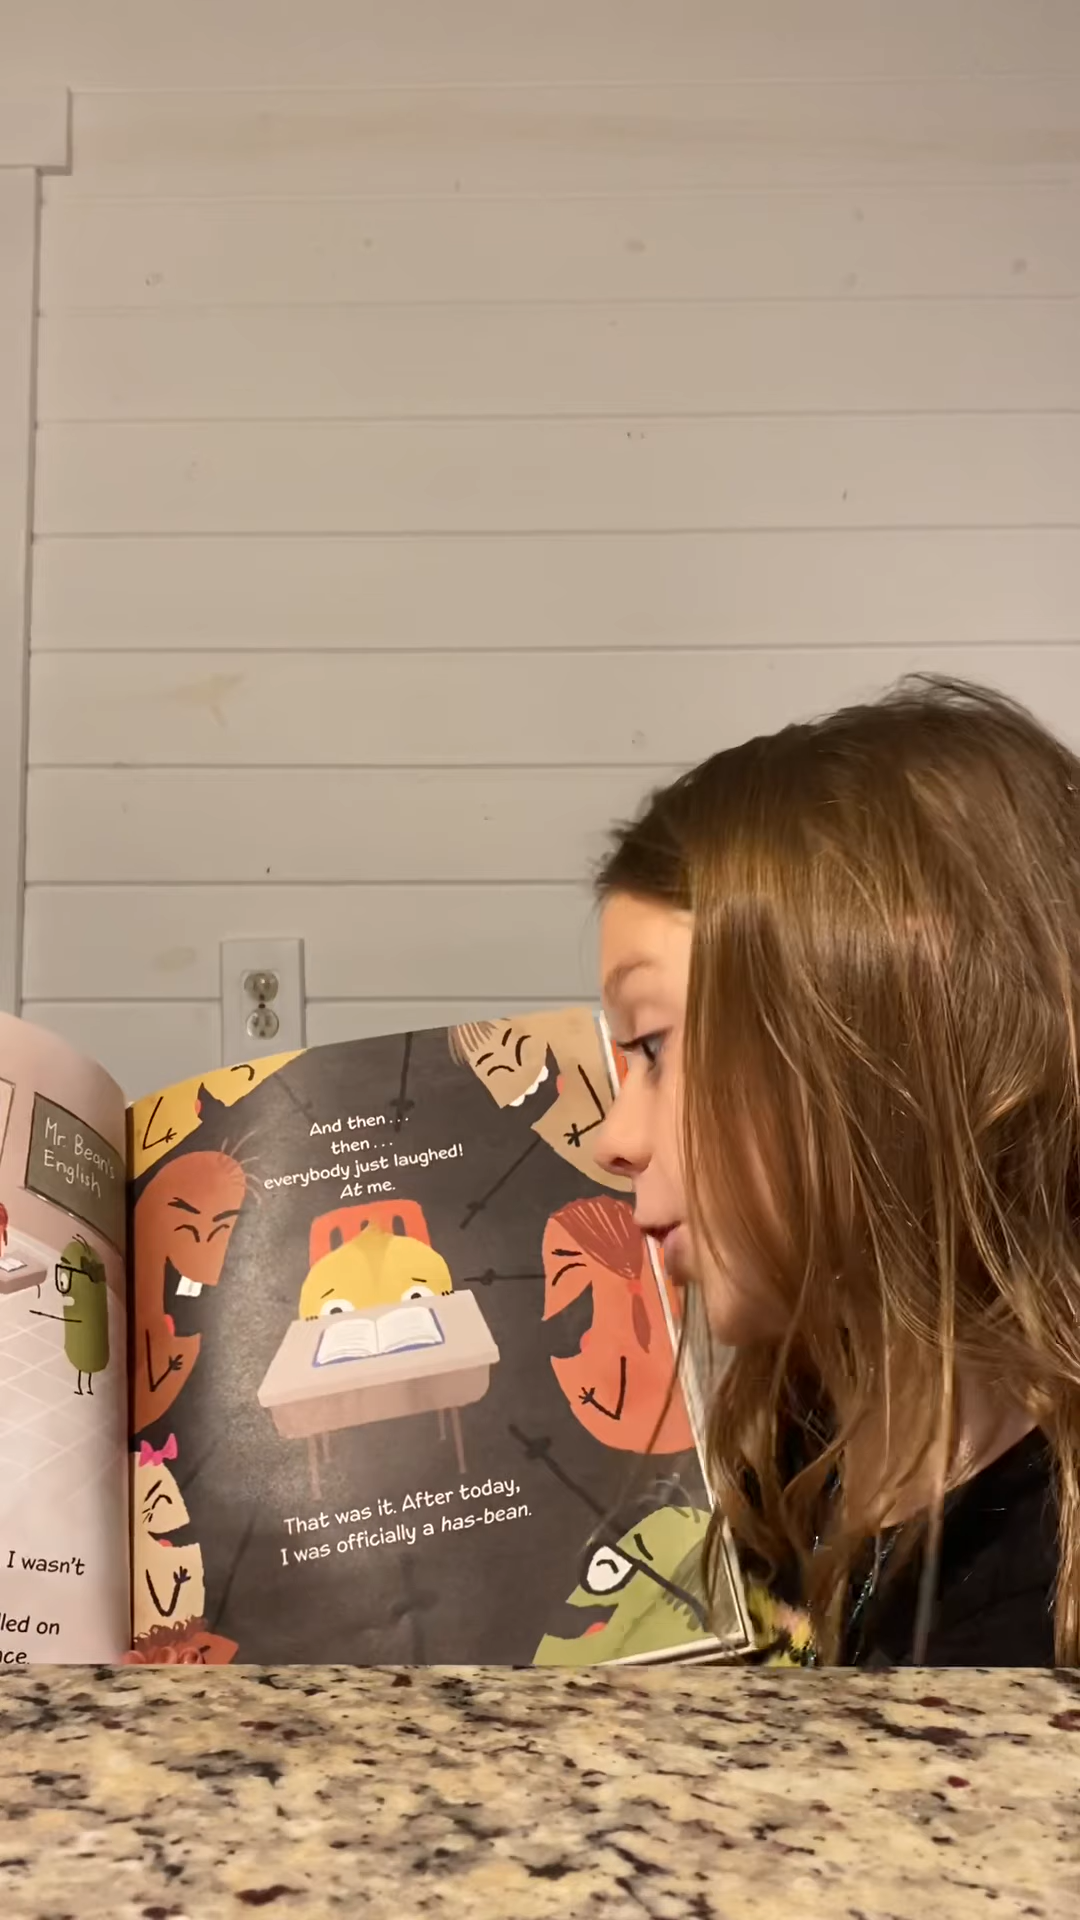 Mr. Bean's
English
I wasn't
lled on
nce.
And then...
then...
everybody just laughed!
At me.
That was it. After today,
I was officially a has-bean.